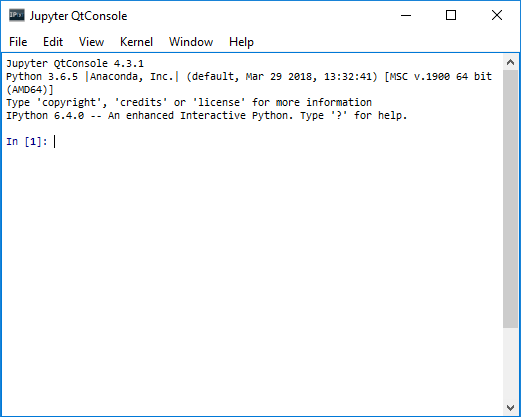 Jupyter QtConsole
File Edit View Kernel Window Help
Jupyter QtConsole 4.3.1
Python 3.6.5 |Anaconda, Inc.| (default, Mar 29 2018, 13:32:41) [MSC v.1900 64 bit
(AMD64)]
Type 'copyright', 'credits' or 'license' for more information
IPython 6.4.0 -- An enhanced Interactive Python. Type '?' for help.
In [1]: